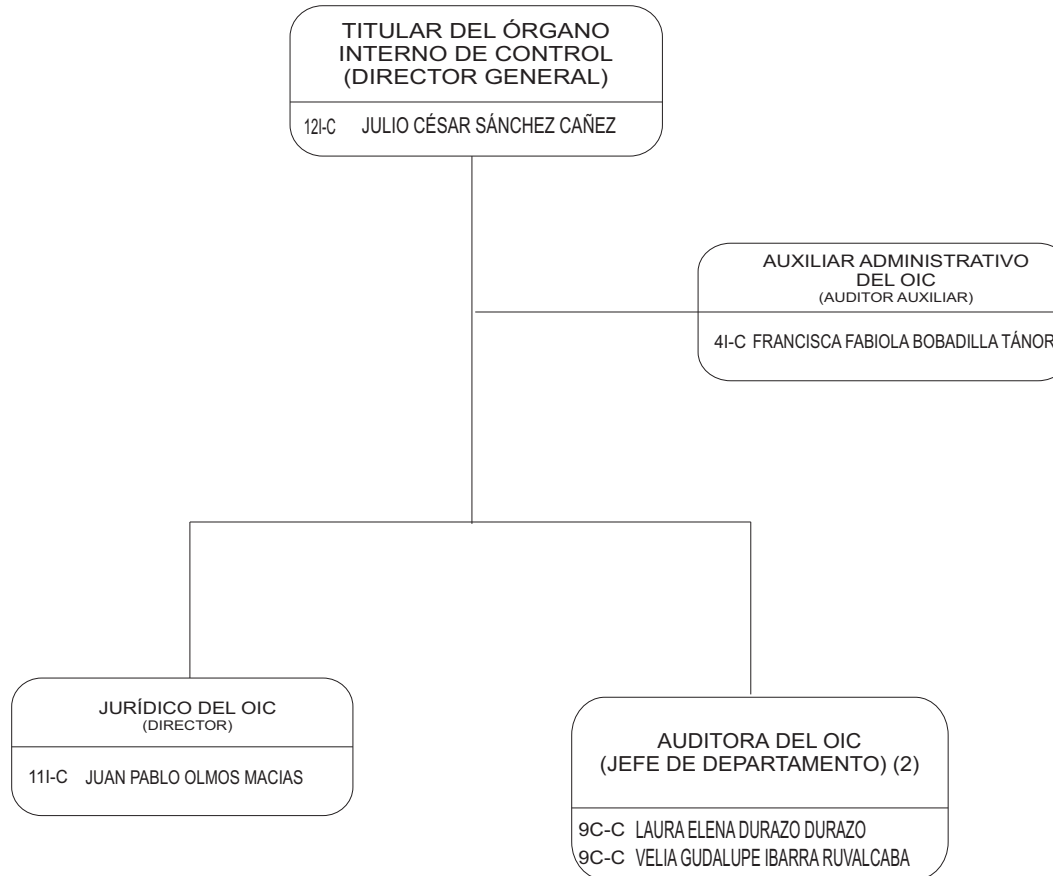 TITULAR DEL ÓRGANO
INTERNO DE CONTROL
(DIRECTOR GENERAL)
12I-C JULIO CÉSAR SÁNCHEZ CAÑEZ
AUXILIAR ADMINISTRATIVO
DEL OIC
(AUDITOR AUXILIAR)
4I-C FRANCISCA FABIOLA BOBADILLA TÁNOR
JURÍDICO DEL OIC
(DIRECTOR)
11I-C JUAN PABLO OLMOS MACIAS
AUDITORA DEL OIC
(JEFE DE DEPARTAMENTO) (2)
9C-C LAURA ELENA DURAZO DURAZO
9C-C VELIA GUDALUPE IBARRA RUVALCABA